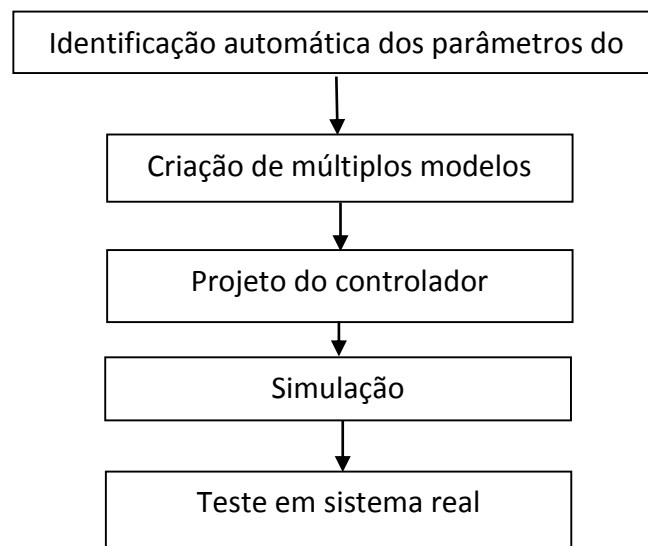 Identificação automática dos parâmetros do
Criação de múltiplos modelos
Projeto do controlador
Simulação
Teste em sistema real